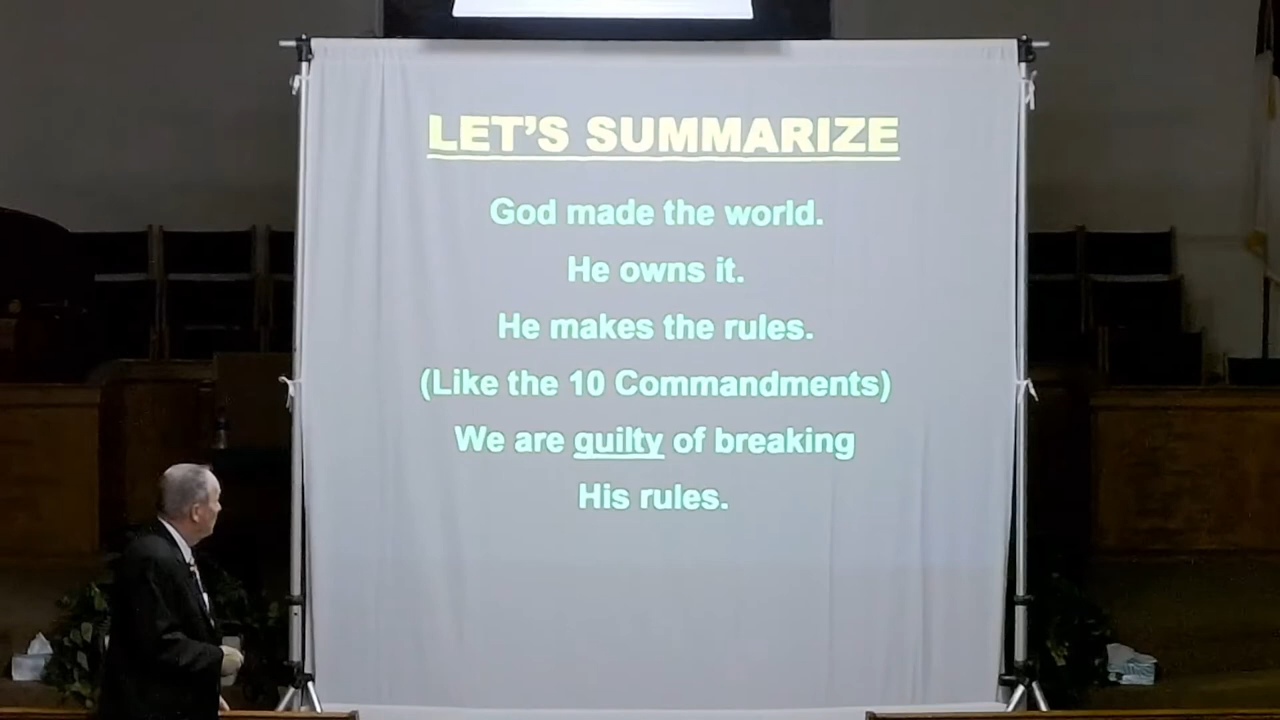 LET'S SUMMARIZE
God made the world.
He owns it.
He makes the rules.
(Like the 10 Commandments)
We are guilty of breaking
His rules.